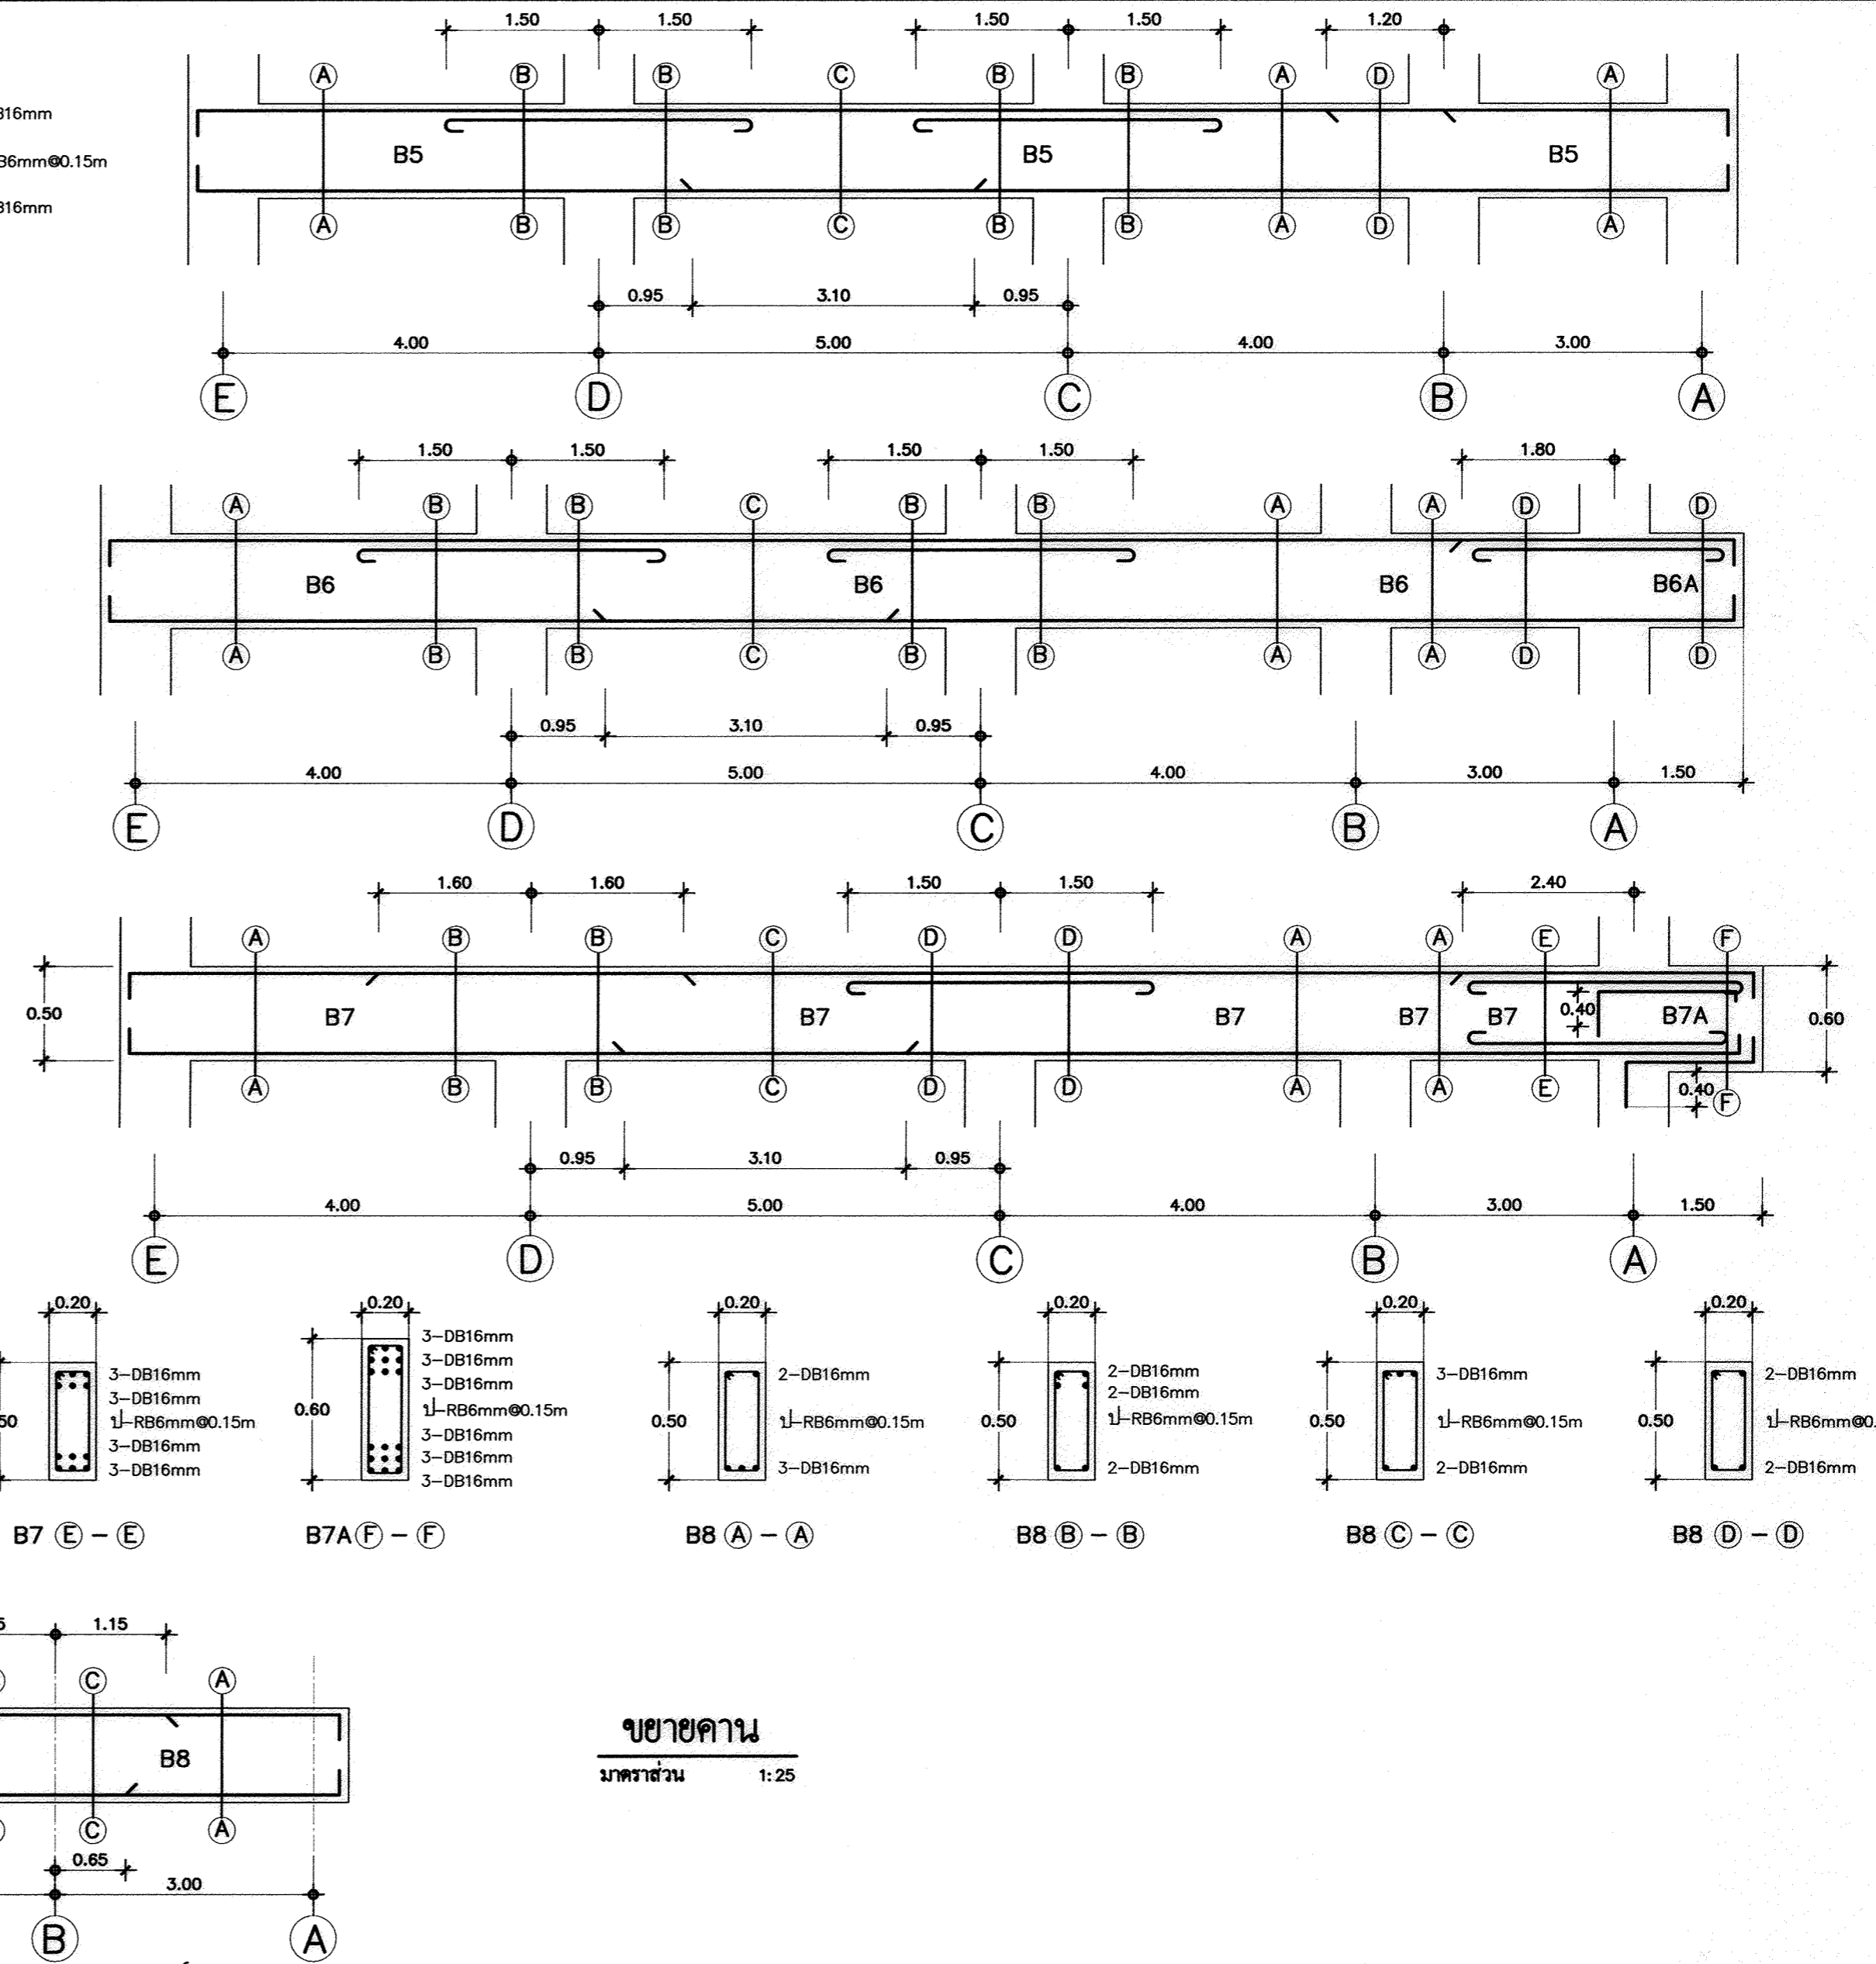 1.50 1.50 1.50 1.50 1.20
A B B C B B A D A
B16mm
B6mm@0.15m
B16mm
B5 B5 B5
A B B C B B A D A
0.95 3.10 0.95
4.00 5.00 4.00 3.00
E D C B A
1.50 1.50 1.50 1.50 1.80
A B B C B B A A D D
B6 B6 B6 B6A
A B B C B B A A D D
0.95 3.10 0.95
4.00 5.00 4.00 3.00 1.50
E D C B A
1.60 1.60 1.50 1.50 2.40
A B B C D D A A E F
0.50 B7 B7 B7 B7 B7 0.40 B7A 0.60
A B B C D D A A E 0.40 F
0.95 3.10 0.95
4.00 5.00 4.00 3.00 1.50
E D C B A
0.20 0.20 0.20 0.20 0.20 0.20
50
3-DB16mm
3-DB16mm
ป-RB6mm@0.15m
3-DB16mm
3-DB16mm
B7 E - E
0.60
3-DB16mm
3-DB16mm
3-DB16mm
ป-RB6mm@0.15m
3-DB16mm
3-DB16mm
3-DB16mm
B7A F - F
0.50
2-DB16mm
ป-RB6mm@0.15m
3-DB16mm
B8 A - A
0.50
2-DB16mm
2-DB16mm
ป-RB6mm@0.15m
2-DB16mm
B8 B - B
0.50
3-DB16mm
ป-RB6mm@0.15m
2-DB16mm
B8 C - C
0.50
2-DB16mm
ป-RB6mm@0.
2-DB16mm
B8 D - D
5 1.15
C A
B8
C A
0.65
3.00
B A
ขยายคาน
มาตราส่วน 1:25